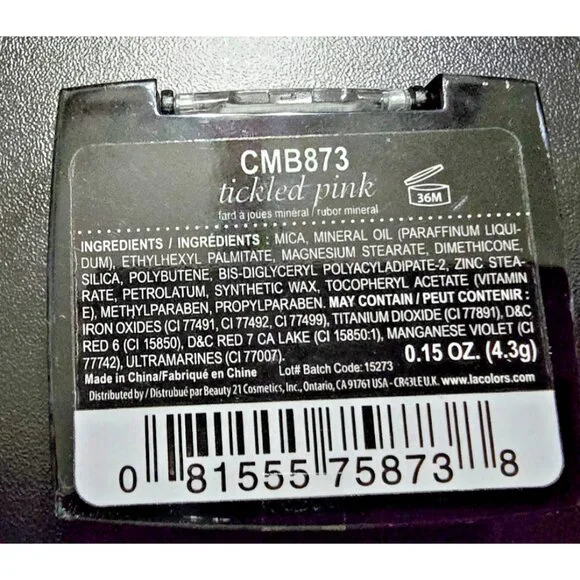 CMB873
tickled pink
fard à joues minéral / rubor mineral
36M
INGREDIENTS / INGRÉDIENTS : MICA, MINERAL OIL (PARAFFINUM LIQUI-
DUM), ETHYLHEXYL PALMITATE, MAGNESIUM STEARATE, DIMETHICONE,
SILICA, POLYBUTENE, BIS-DIGLYCERYL POLYACYLADIPATE-2, ZINC STEA-
RATE, PETROLATUM, SYNTHETIC WAX, TOCOPHERYL ACETATE (VITAMIN
E), METHYLPARABEN, PROPYLPARABEN. MAY CONTAIN / PEUT CONTENIR :
IRON OXIDES (CI 77491, CI 77492, CI 77499), TITANIUM DIOXIDE (CI 77891), D&C
RED 6 (CI 15850), D&C RED 7 CA LAKE (CI 15850:1), MANGANESE VIOLET (CI
77742), ULTRAMARINES (CI 77007).
0.15 OZ. (4.3g)
Made in China/Fabriqué en Chine
Lot# Batch Code: 15273
Distributed by / Distrubué par Beauty 21 Cosmetics, Inc., Ontario, CA 91761 USA - CR43LE U.K. www.lacolors.com
0 81555 75873 8